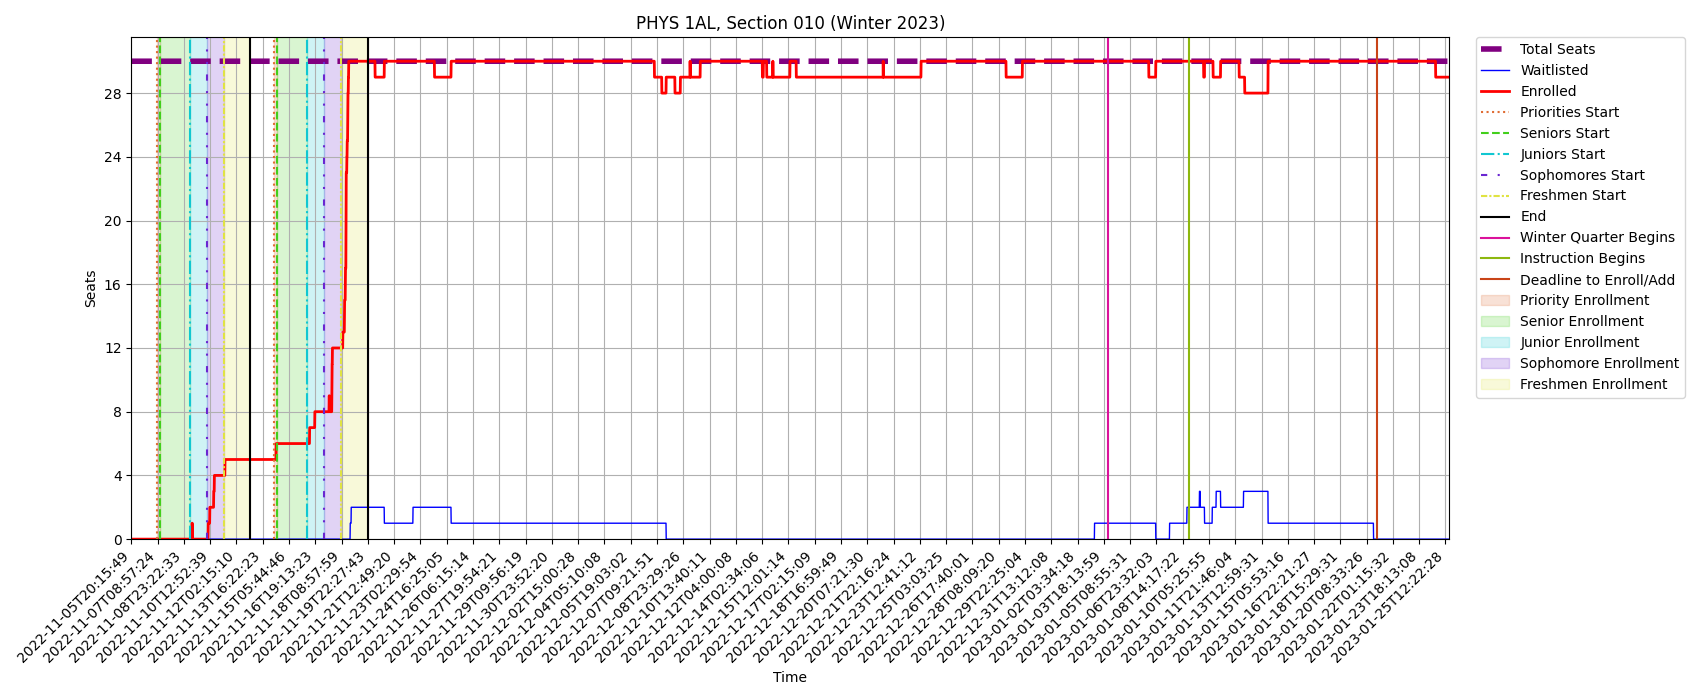 PHYS 1AL, Section 010 (Winter 2023)
Seats
28
24
20
16
12
8
4
0
2022-11-05T20:15:49
2022-11-07T08:57:24
2022-11-08T23:22:33
2022-11-10T12:52:39
2022-11-12T02:15:10
2022-11-13T16:22:23
2022-11-15T05:44:46
2022-11-16T19:13:23
2022-11-18T08:57:59
2022-11-19T22:27:43
2022-11-21T12:49:20
2022-11-23T02:29:54
2022-11-24T16:25:05
2022-11-26T06:15:14
2022-11-27T19:54:21
2022-11-29T09:56:19
2022-11-30T23:52:20
2022-12-02T15:00:28
2022-12-04T05:10:08
2022-12-05T19:03:02
2022-12-07T09:21:51
2022-12-08T23:29:26
2022-12-10T13:40:11
2022-12-12T04:00:08
2022-12-14T02:34:06
2022-12-15T12:01:14
2022-12-17T02:15:09
2022-12-18T16:59:49
2022-12-20T07:21:30
2022-12-21T22:16:24
2022-12-23T12:41:12
2022-12-25T03:03:25
2022-12-26T17:40:01
2022-12-28T08:09:20
2022-12-29T22:25:04
2022-12-31T13:12:08
2023-01-02T03:34:18
2023-01-03T18:13:59
2023-01-05T08:55:31
2023-01-06T23:32:03
2023-01-08T14:17:22
2023-01-10T05:25:55
2023-01-11T21:46:04
2023-01-13T12:59:31
2023-01-15T05:53:16
2023-01-16T22:21:27
2023-01-18T15:29:31
2023-01-20T08:33:26
2023-01-22T01:15:32
2023-01-23T18:13:08
2023-01-25T12:22:28
Time
Total Seats
Waitlisted
Enrolled
Priorities Start
Seniors Start
Juniors Start
Sophomores Start
Freshmen Start
End
Winter Quarter Begins
Instruction Begins
Deadline to Enroll/Add
Priority Enrollment
Senior Enrollment
Junior Enrollment
Sophomore Enrollment
Freshmen Enrollment